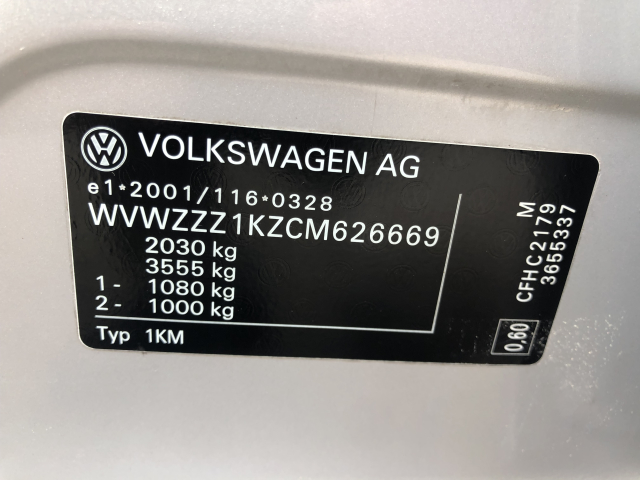 VOLKSWAGEN AG
e1*2001/116*0328
WVWZZZ1KZCM626669
2030 kg
3555 kg
1- 1080 kg
2- 1000 kg
Typ 1KM
M
CFHC2179
3655337
0,60